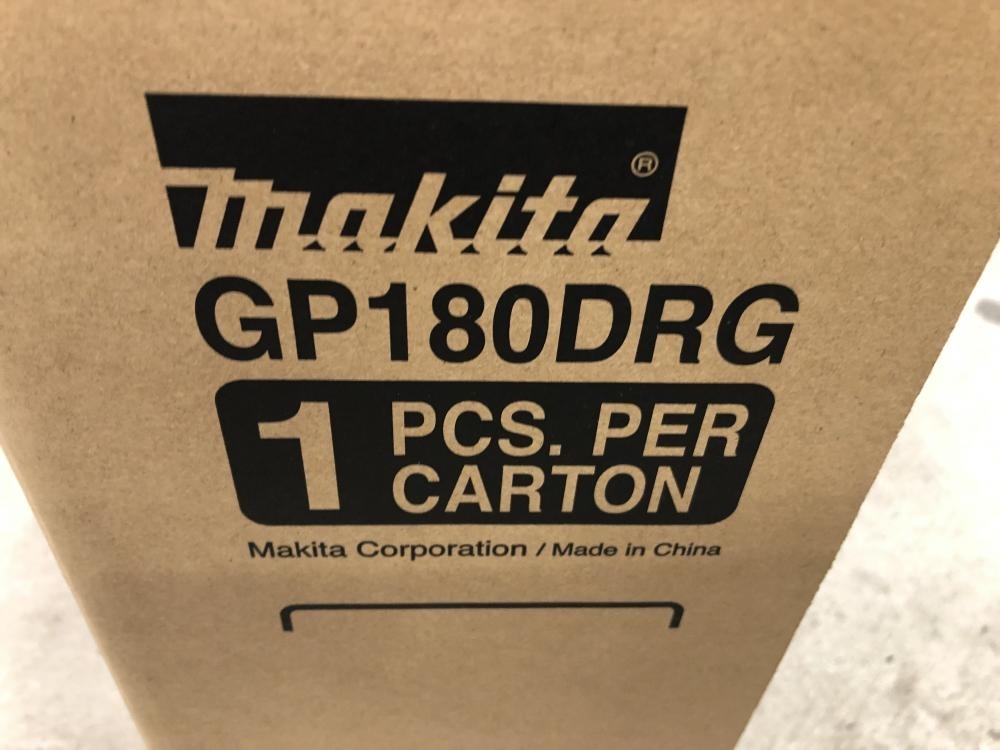 makita®
GP180DRG
1 PCS. PER
CARTON
Makita Corporation / Made in China